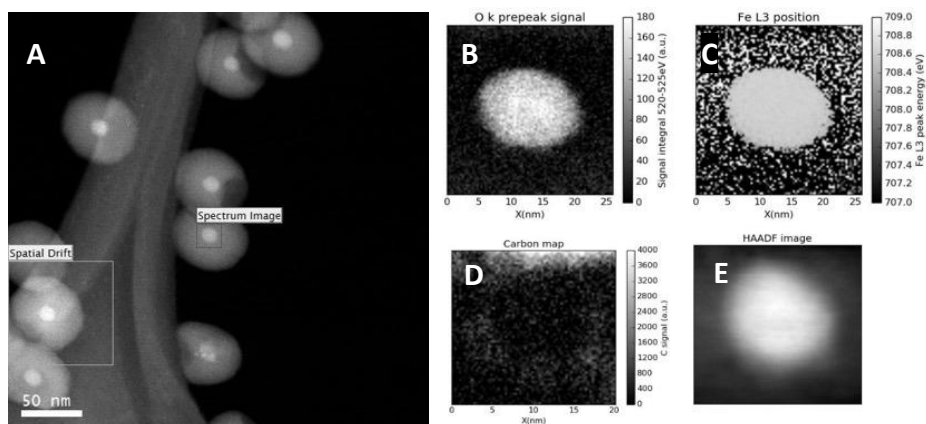 A
Spectrum Image
Spatial Drift
50 nm
O k prepeak signal
B
0 5 10 15 20 25
X(nm)
180
160
140
120
100
80
60
40
20
0
Signal integral 520-525eV (a.u.)
Fe L3 position
C
0 5 10 15 20 25
X(nm)
709.0
708.8
708.6
708.4
708.2
708.0
707.8
707.6
707.4
707.2
707.0
Fe L3 peak energy (eV)
Carbon map
D
0 5 10 15 20
X(nm)
4000
3600
3200
2800
2400
2000
1600
1200
800
400
0
C signal (a.u.)
HAADF image
E